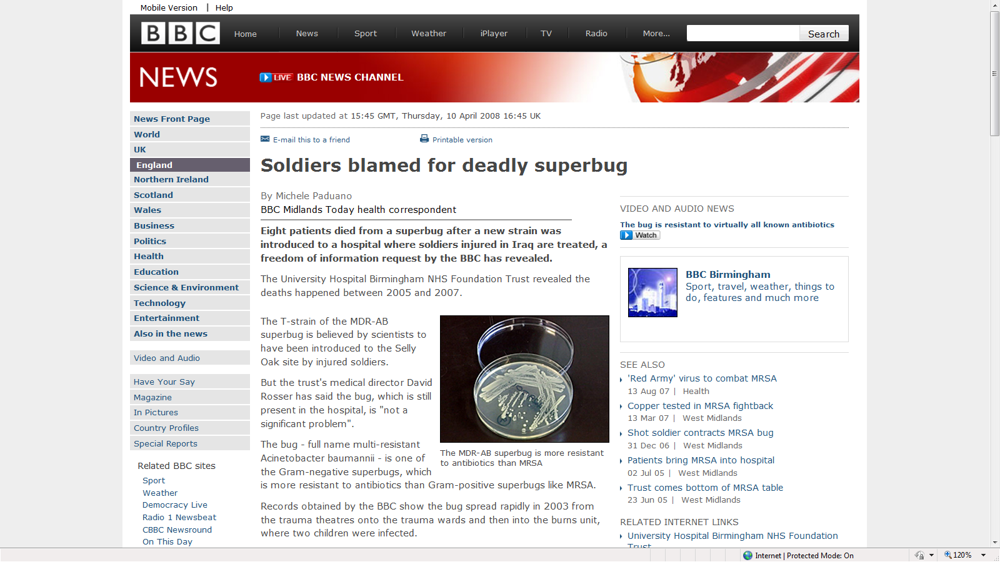 Mobile Version | Help
BBC Home News Sport Weather iPlayer TV Radio More... Search
NEWS LIVE BBC NEWS CHANNEL
News Front Page
World
UK
England
Northern Ireland
Scotland
Wales
Business
Politics
Health
Education
Science & Environment
Technology
Entertainment
Also in the news
Video and Audio
Have Your Say
Magazine
In Pictures
Country Profiles
Special Reports
Related BBC sites
Sport
Weather
Democracy Live
Radio 1 Newsbeat
CBBC Newsround
On This Day
Page last updated at 15:45 GMT, Thursday, 10 April 2008 16:45 UK
E-mail this to a friend Printable version
Soldiers blamed for deadly superbug
By Michele Paduano
BBC Midlands Today health correspondent
Eight patients died from a superbug after a new strain was
introduced to a hospital where soldiers injured in Iraq are treated, a
freedom of information request by the BBC has revealed.
The University Hospital Birmingham NHS Foundation Trust revealed the
deaths happened between 2005 and 2007.
The T-strain of the MDR-AB
superbug is believed by scientists to
have been introduced to the Selly
Oak site by injured soldiers.
But the trust's medical director David
Rosser has said the bug, which is still
present in the hospital, is "not a
significant problem".
The bug - full name multi-resistant
Acinetobacter baumannii - is one of
the Gram-negative superbugs, which
is more resistant to antibiotics than Gram-positive superbugs like MRSA.
The MDR-AB superbug is more resistant
to antibiotics than MRSA
Records obtained by the BBC show the bug spread rapidly in 2003 from
the trauma theatres onto the trauma wards and then into the burns unit,
where two children were infected.
VIDEO AND AUDIO NEWS
The bug is resistant to virtually all known antibiotics
Watch
BBC Birmingham
Sport, travel, weather, things to
do, features and much more
SEE ALSO
'Red Army' virus to combat MRSA
13 Aug 07 | Health
Copper tested in MRSA fightback
13 Mar 07 | West Midlands
Shot soldier contracts MRSA bug
31 Dec 06 | West Midlands
Patients bring MRSA into hospital
02 Jul 05 | West Midlands
Trust comes bottom of MRSA table
23 Jun 05 | West Midlands
RELATED INTERNET LINKS
University Hospital Birmingham NHS Foundation
Trust
Internet | Protected Mode: On 120%